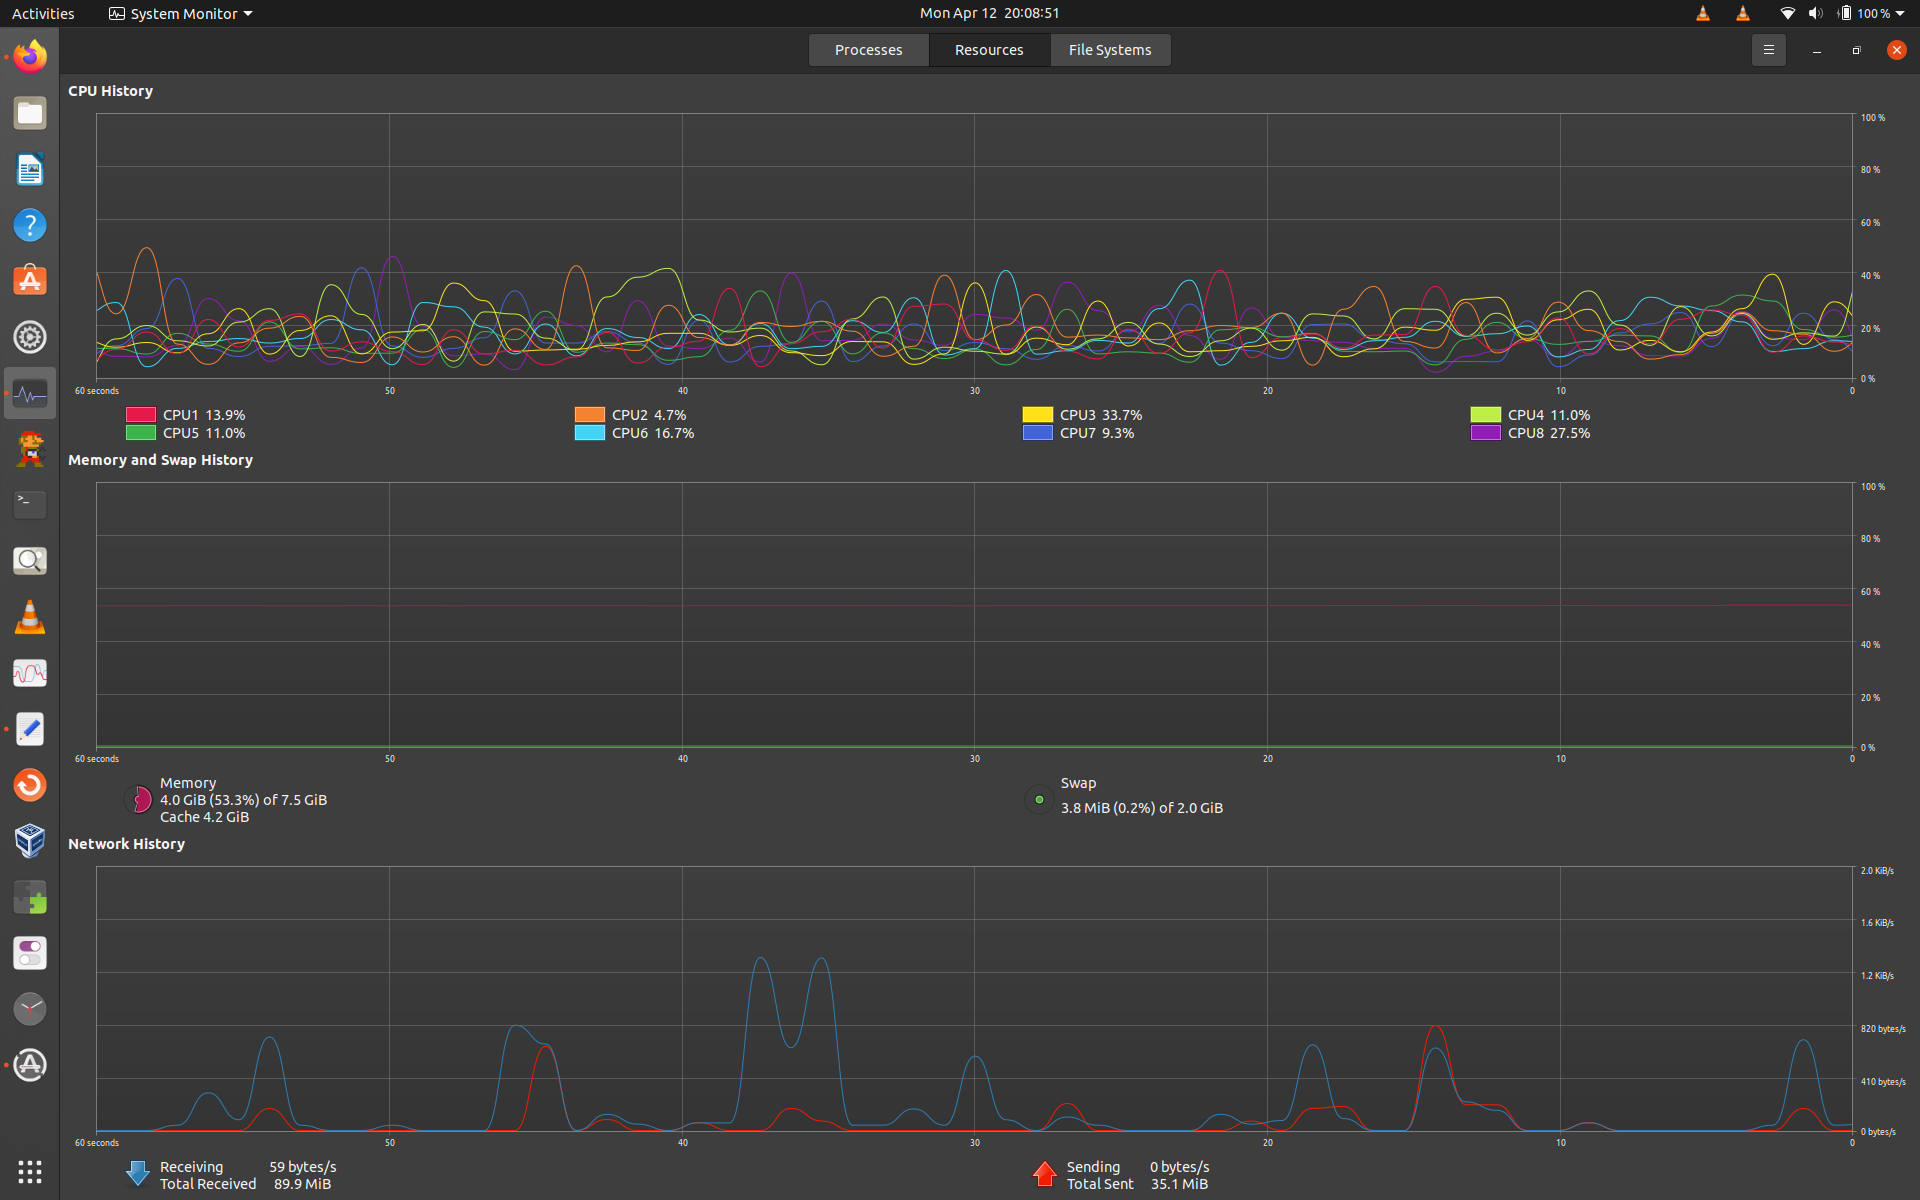 Activities System Monitor Mon Apr 12 20:08:51 100 %
Processes Resources File Systems
CPU History
100 %
80 %
60 %
40 %
20 %
0 %
60 seconds 50 40 30 20 10 0
CPU1 13.9% CPU2 4.7% CPU3 33.7% CPU4 11.0%
CPU5 11.0% CPU6 16.7% CPU7 9.3% CPU8 27.5%
Memory and Swap History
100 %
80 %
60 %
40 %
20 %
0 %
60 seconds 50 40 30 20 10 0
Memory
4.0 GiB (53.3%) of 7.5 GiB
Cache 4.2 GiB
Swap
3.8 MiB (0.2%) of 2.0 GiB
Network History
2.0 KiB/s
1.6 KiB/s
1.2 KiB/s
820 bytes/s
410 bytes/s
0 bytes/s
60 seconds 50 40 30 20 10 0
Receiving 59 bytes/s
Total Received 89.9 MiB
Sending 0 bytes/s
Total Sent 35.1 MiB